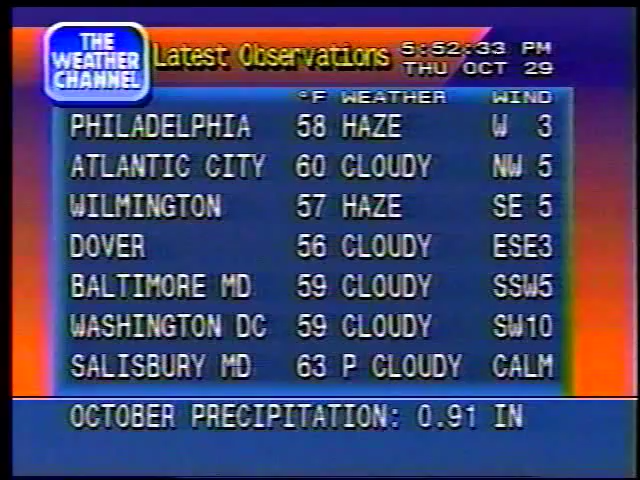 THE
WEATHER
CHANNEL
Latest Observations
5:52:33 PM
THU OCT 29
°F WEATHER WIND
PHILADELPHIA 58 HAZE W 3
ATLANTIC CITY 60 CLOUDY NW 5
WILMINGTON 57 HAZE SE 5
DOVER 56 CLOUDY ESE3
BALTIMORE MD 59 CLOUDY SSW5
WASHINGTON DC 59 CLOUDY SW10
SALISBURY MD 63 P CLOUDY CALM
OCTOBER PRECIPITATION: 0.91 IN